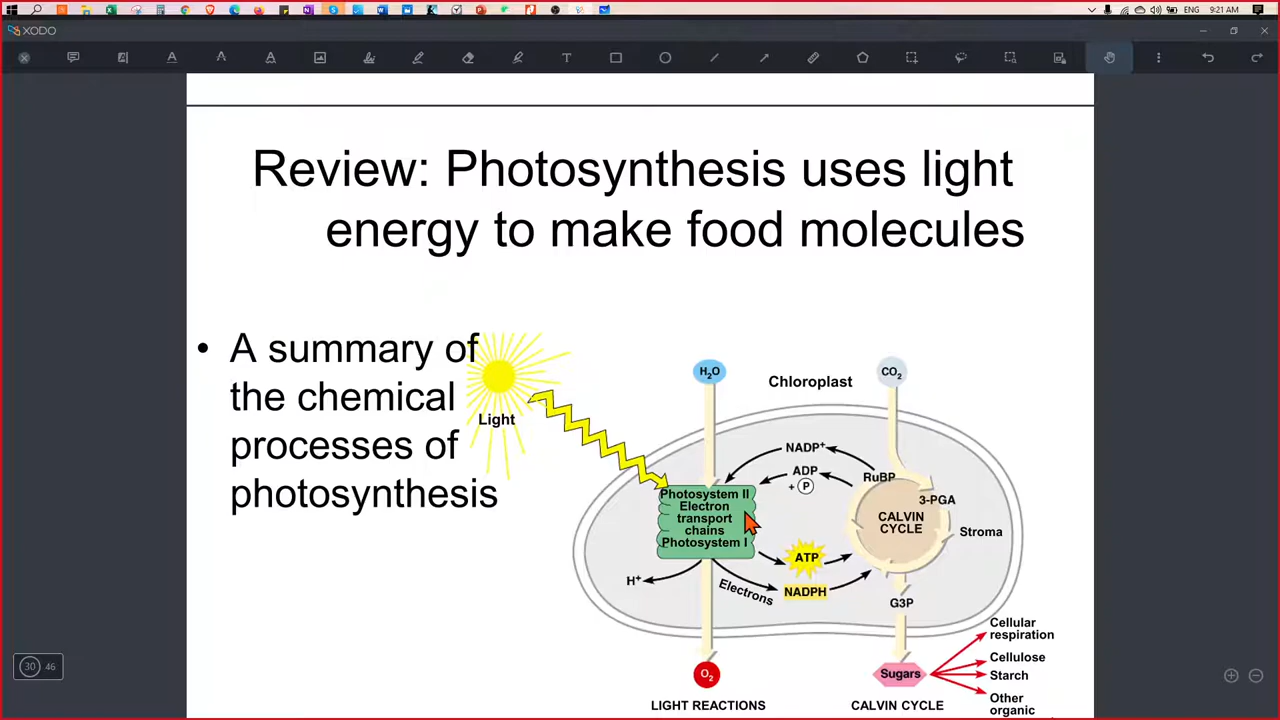 ENG
9:21 AM
XODO
Review: Photosynthesis uses light
energy to make food molecules
• A summary of
the chemical
processes of
photosynthesis
Light
H₂O
Chloroplast
CO₂
NADP⁺
ADP
+ P
RuBP
3-PGA
CALVIN
CYCLE
Stroma
Photosystem II
Electron
transport
chains
Photosystem I
ATP
NADPH
H⁺
Electrons
G3P
O₂
Sugars
Cellular
respiration
Cellulose
Starch
Other
organic
LIGHT REACTIONS
CALVIN CYCLE
30 46